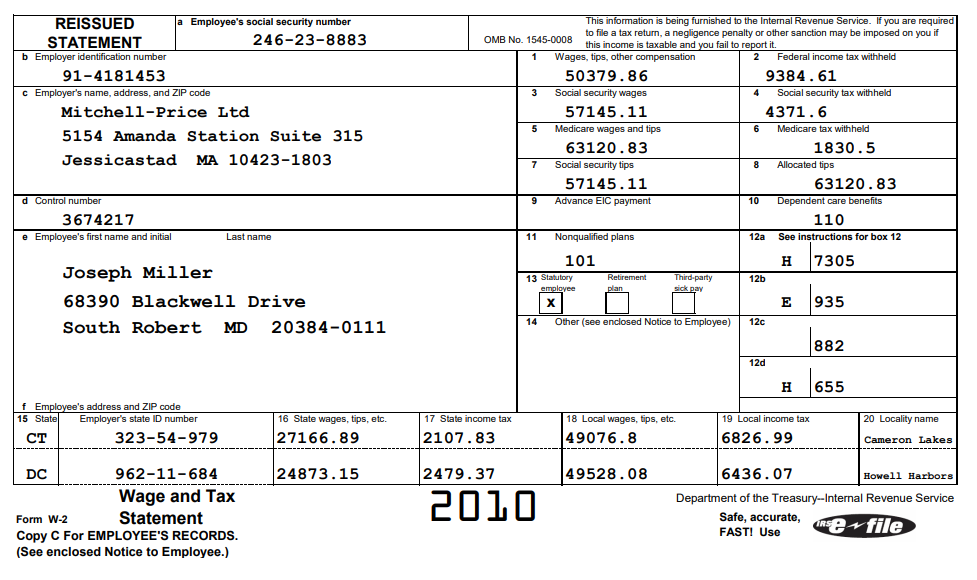 REISSUED STATEMENT
a Employee's social security number
246-23-8883
OMB No. 1545-0008
This information is being furnished to the Internal Revenue Service. If you are required
to file a tax return, a negligence penalty or other sanction may be imposed on you if
this income is taxable and you fail to report it.
b Employer identification number
91-4181453
1 Wages, tips, other compensation
50379.86
2 Federal income tax withheld
9384.61
c Employer's name, address, and ZIP code
Mitchell-Price Ltd
5154 Amanda Station Suite 315
Jessicastad MA 10423-1803
3 Social security wages
57145.11
4 Social security tax withheld
4371.6
5 Medicare wages and tips
63120.83
6 Medicare tax withheld
1830.5
7 Social security tips
57145.11
8 Allocated tips
63120.83
d Control number
3674217
9 Advance EIC payment
10 Dependent care benefits
110
e Employee's first name and initial Last name
Joseph Miller
68390 Blackwell Drive
South Robert MD 20384-0111
11 Nonqualified plans
101
12a See instructions for box 12
H 7305
13 Statutory employee
x
Retirement plan
Third-party sick pay
12b
E 935
14 Other (see enclosed Notice to Employee)
12c
882
12d
H 655
f Employee's address and ZIP code
15 State Employer's state ID number 16 State wages, tips, etc. 17 State income tax 18 Local wages, tips, etc. 19 Local income tax 20 Locality name
CT 323-54-979 27166.89 2107.83 49076.8 6826.99 Cameron Lakes
DC 962-11-684 24873.15 2479.37 49528.08 6436.07 Howell Harbors
Wage and Tax
Form W-2 Statement
Copy C For EMPLOYEE'S RECORDS.
(See enclosed Notice to Employee.)
2010
Department of the Treasury--Internal Revenue Service
Safe, accurate,
FAST! Use
IRS e-file